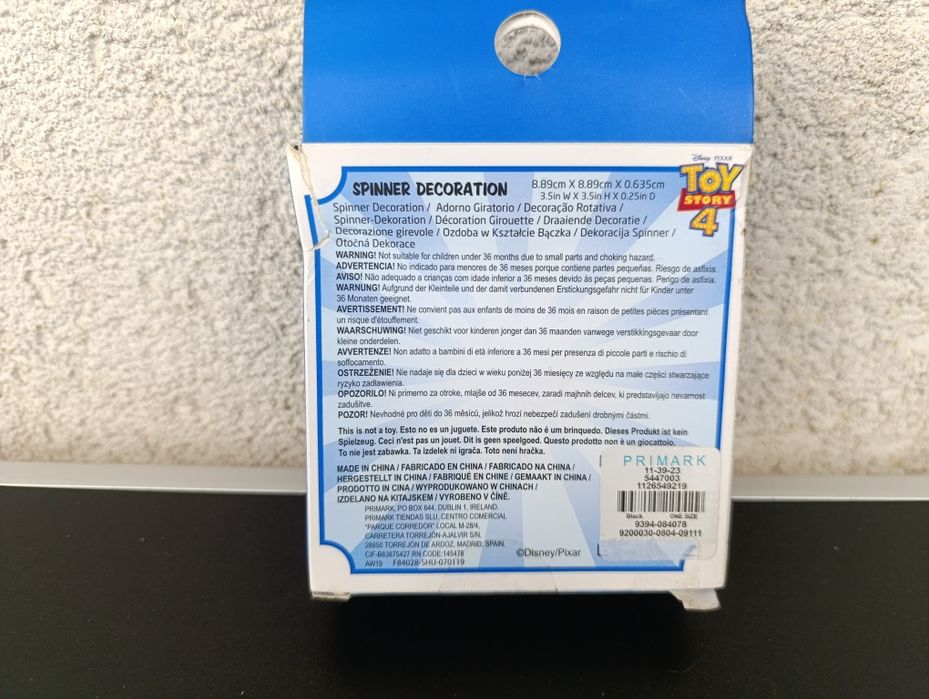 Disney · PIXAR
TOY
STORY
4
SPINNER DECORATION
8.89cm X 8.89cm X 0.635cm
3.5in W X 3.5in H X 0.25in D
Spinner Decoration / Adorno Giratorio / Decoração Rotativa /
Spinner-Dekoration / Décoration Girouette / Draaiende Decoratie /
Decorazione girevole / Ozdoba w Kształcie Bączka / Dekoracija Spinner /
Otočná Dekorace
WARNING! Not suitable for children under 36 months due to small parts and choking hazard.
ADVERTENCIA! No indicado para menores de 36 meses porque contiene partes pequeñas. Riesgo de asfixia.
AVISO! Não adequado a crianças com idade inferior a 36 meses devido às peças pequenas. Perigo de asfixia.
WARNUNG! Aufgrund der Kleinteile und der damit verbundenen Erstickungsgefahr nicht für Kinder unter
36 Monaten geeignet.
AVERTISSEMENT! Ne convient pas aux enfants de moins de 36 mois en raison de petites pièces présentant
un risque d'étouffement.
WAARSCHUWING! Niet geschikt voor kinderen jonger dan 36 maanden vanwege verstikkingsgevaar door
kleine onderdelen.
AVVERTENZE! Non adatto a bambini di età inferiore a 36 mesi per presenza di piccole parti e rischio di
soffocamento.
OSTRZEŻENIE! Nie nadaje się dla dzieci w wieku poniżej 36 miesięcy ze względu na małe części stwarzające
ryzyko zadławienia.
OPOZORILO! Ni primerno za otroke, mlajše od 36 mesecev, zaradi majhnih delcev, ki predstavljajo nevarnost
zadušitve.
POZOR! Nevhodné pro děti do 36 měsíců, jelikož hrozí nebezpečí zadušení drobnými částmi.
This is not a toy. Esto no es un juguete. Este produto não é um brinquedo. Dieses Produkt ist kein
Spielzeug. Ceci n'est pas un jouet. Dit is geen speelgoed. Questo prodotto non è un giocattolo.
To nie jest zabawka. Ta izdelek ni igrača. Toto není hračka.
MADE IN CHINA / FABRICADO EN CHINA / FABRICADO NA CHINA /
HERGESTELLT IN CHINA / FABRIQUÉ EN CHINE / GEMAAKT IN CHINA /
PRODOTTO IN CINA / WYPRODUKOWANO W CHINACH /
IZDELANO NA KITAJSKEM / VYROBENO V ČÍNĚ.
PRIMARK, PO BOX 644, DUBLIN 1, IRELAND.
PRIMARK TIENDAS SLU, CENTRO COMERCIAL
"PARQUE CORREDOR" LOCAL M-28/4,
CARRETERA TORREJÓN-AJALVIR S/N,
28850 TORREJÓN DE ARDOZ, MADRID, SPAIN.
CIF-B83875427.RN CODE:145478
AW19 F84028-SHU-070119
©Disney/Pixar
PRIMARK
11-39-23
5447003
1126549219
Black ONE SIZE
9394-084078
9200030-0804-09111